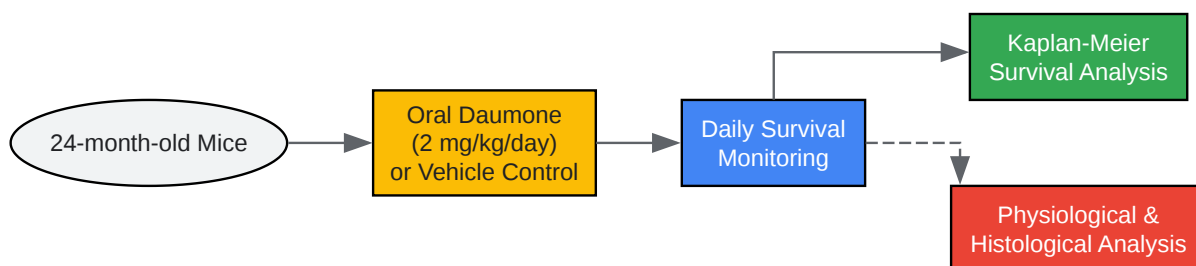 24-month-old Mice
Oral Daumone
(2 mg/kg/day)
or Vehicle Control
Daily Survival
Monitoring
Kaplan-Meier
Survival Analysis
Physiological &
Histological Analysis